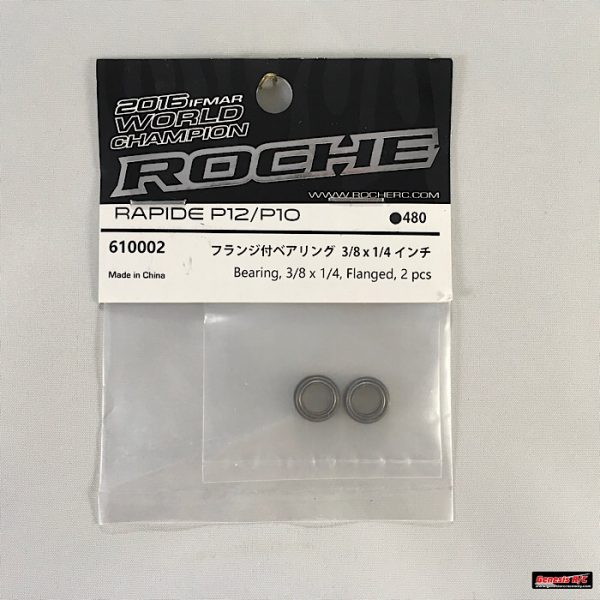 2016 IFMAR
WORLD
CHAMPION
ROCHE
WWW.ROCHERC.COM
RAPIDE P12/P10 ●480
610002 フランジ付ベアリング 3/8 x 1/4 インチ
Made in China Bearing, 3/8 x 1/4, Flanged, 2 pcs
Genesis R/C